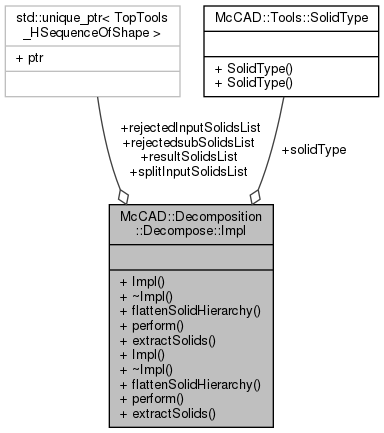 std::unique_ptr< TopTools
_HSequenceOfShape >
+ ptr
McCAD::Tools::SolidType
+ SolidType()
+ SolidType()
+rejectedInputSolidsList
+rejectedsubSolidsList
+resultSolidsList
+splitInputSolidsList
+solidType
McCAD::Decomposition
::Decompose::Impl
+ Impl()
+ ~Impl()
+ flattenSolidHierarchy()
+ perform()
+ extractSolids()
+ Impl()
+ ~Impl()
+ flattenSolidHierarchy()
+ perform()
+ extractSolids()